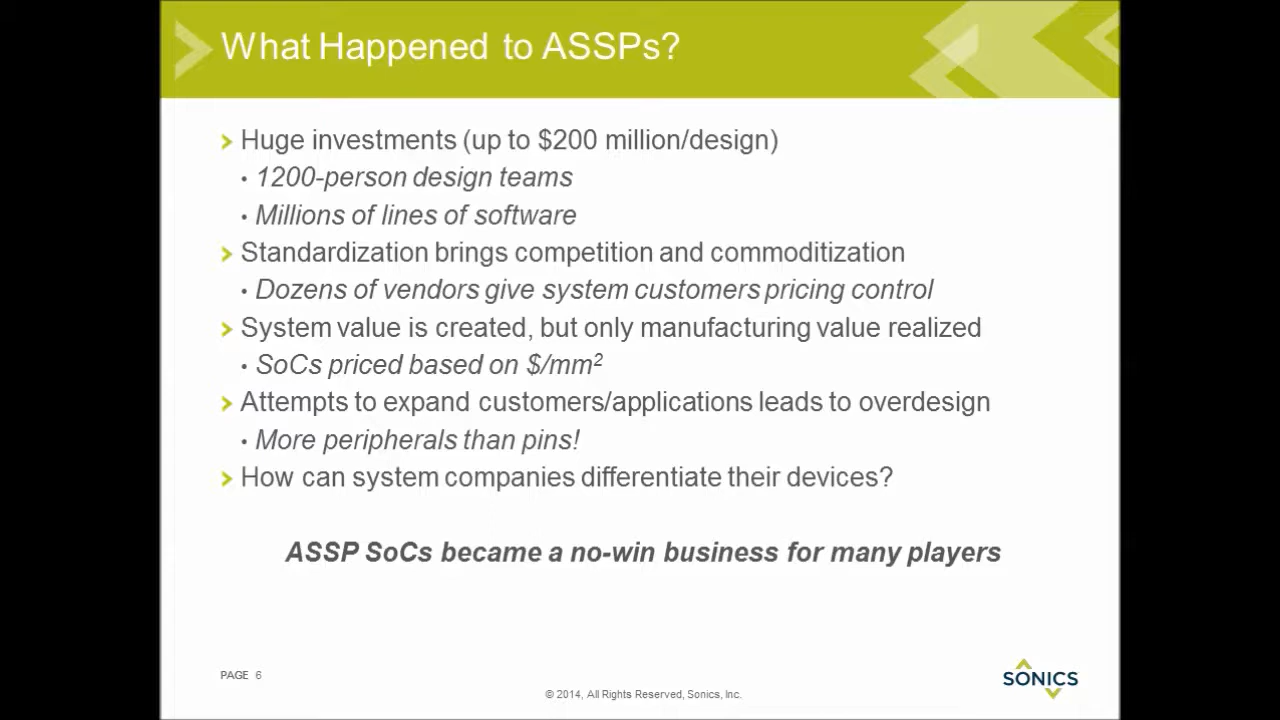 What Happened to ASSPs?
Huge investments (up to $200 million/design)
• 1200-person design teams
• Millions of lines of software
Standardization brings competition and commoditization
• Dozens of vendors give system customers pricing control
System value is created, but only manufacturing value realized
• SoCs priced based on $/mm²
Attempts to expand customers/applications leads to overdesign
• More peripherals than pins!
How can system companies differentiate their devices?
ASSP SoCs became a no-win business for many players
PAGE 6
© 2014, All Rights Reserved, Sonics, Inc.
SONICS